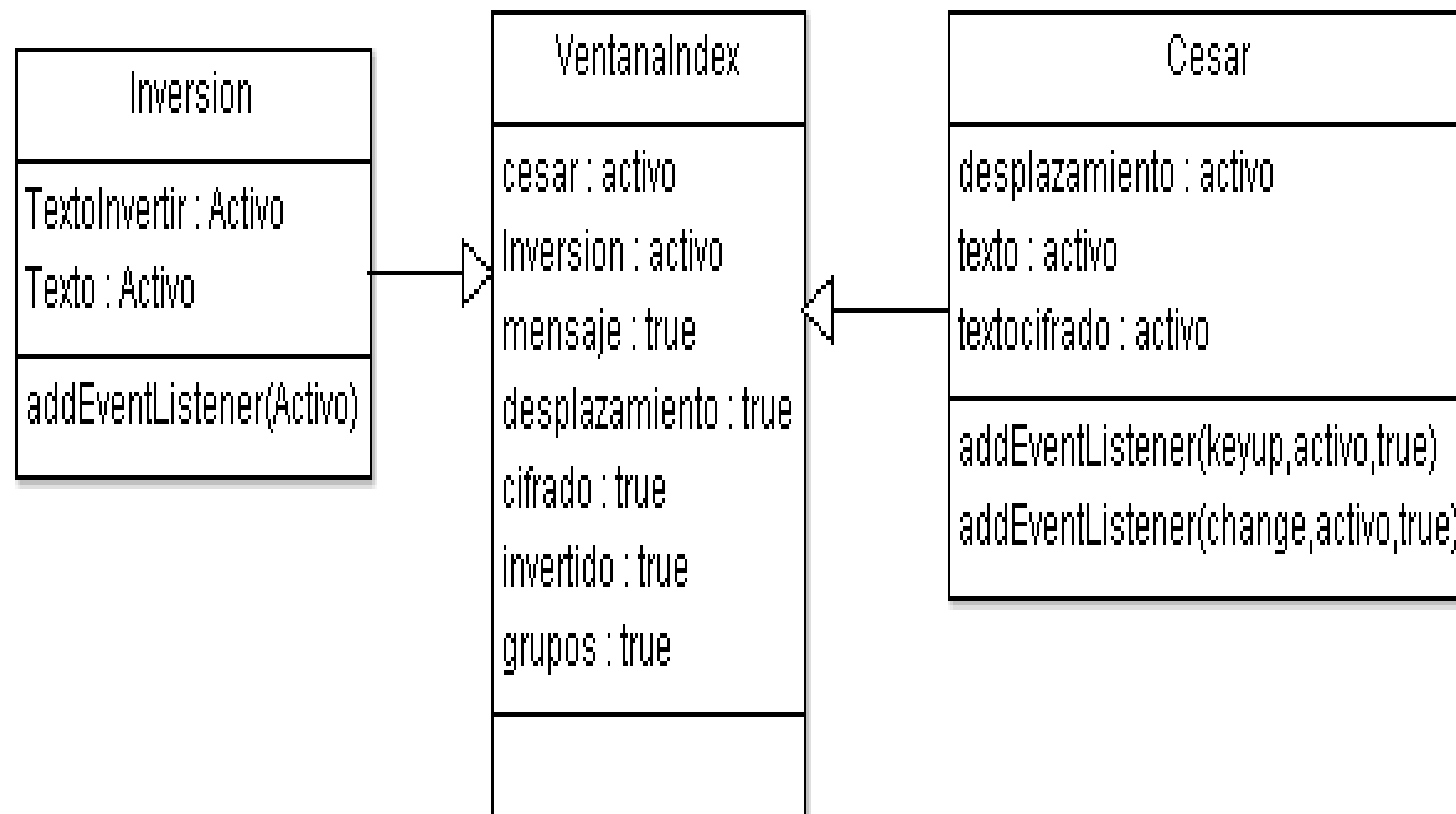 Inversion
TextoInvertir : Activo
Texto : Activo
addEventListener(Activo)
VentanaIndex
cesar : activo
Inversion : activo
mensaje : true
desplazamiento : true
cifrado : true
invertido : true
grupos : true
Cesar
desplazamiento : activo
texto : activo
textocifrado : activo
addEventListener(keyup,activo,true)
addEventListener(change,activo,true)